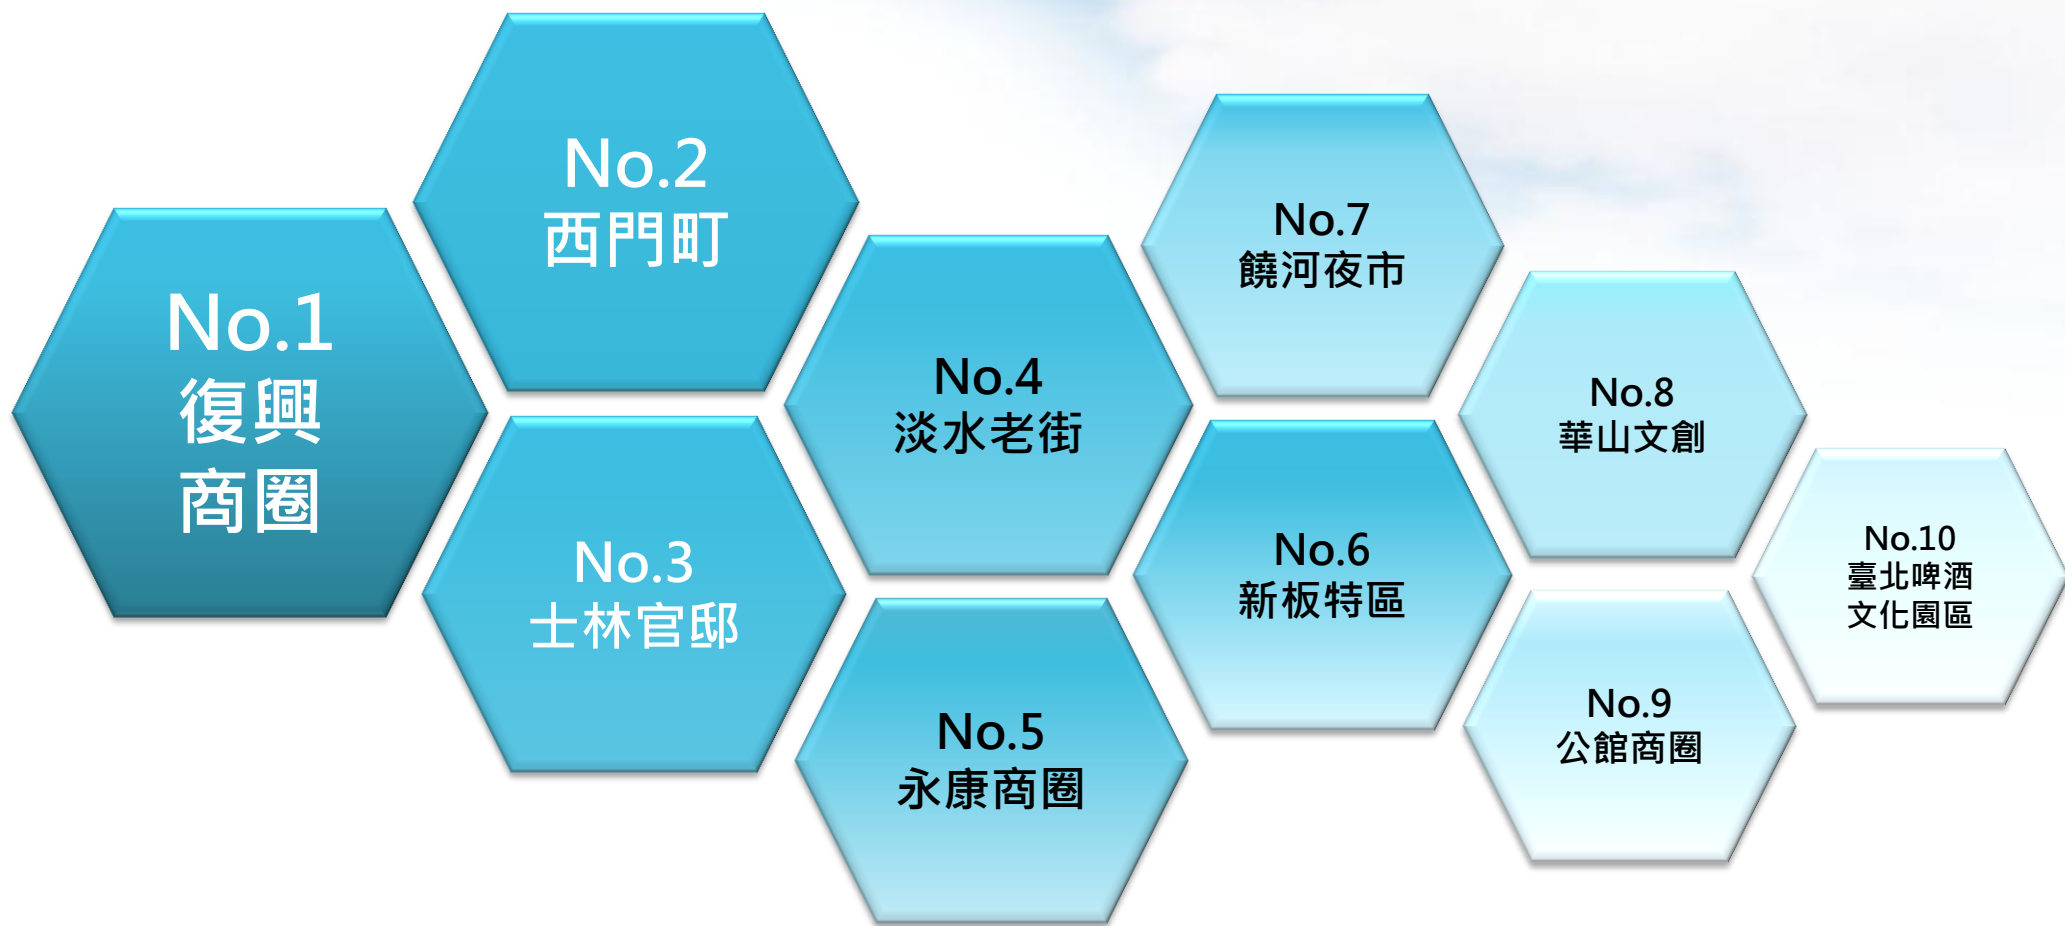 No.1
復興
商圈
No.2
西門町
No.3
士林官邸
No.4
淡水老街
No.5
永康商圈
No.6
新板特區
No.7
饒河夜市
No.8
華山文創
No.9
公館商圈
No.10
臺北啤酒
文化園區